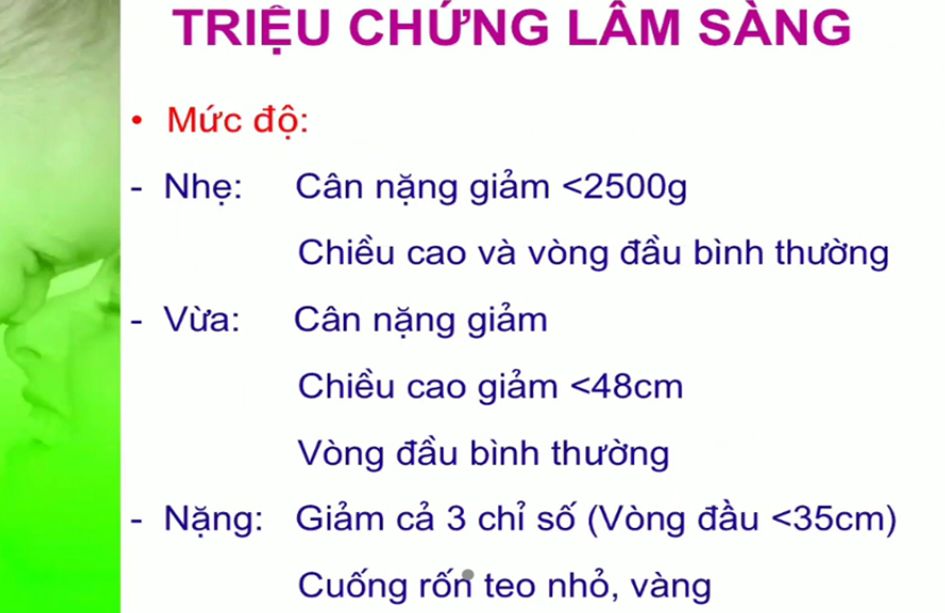 TRIỆU CHỨNG LÂM SÀNG
• Mức độ:
- Nhẹ: Cân nặng giảm <2500g
Chiều cao và vòng đầu bình thường
- Vừa: Cân nặng giảm
Chiều cao giảm <48cm
Vòng đầu bình thường
- Nặng: Giảm cả 3 chỉ số (Vòng đầu <35cm)
Cuống rốn teo nhỏ, vàng